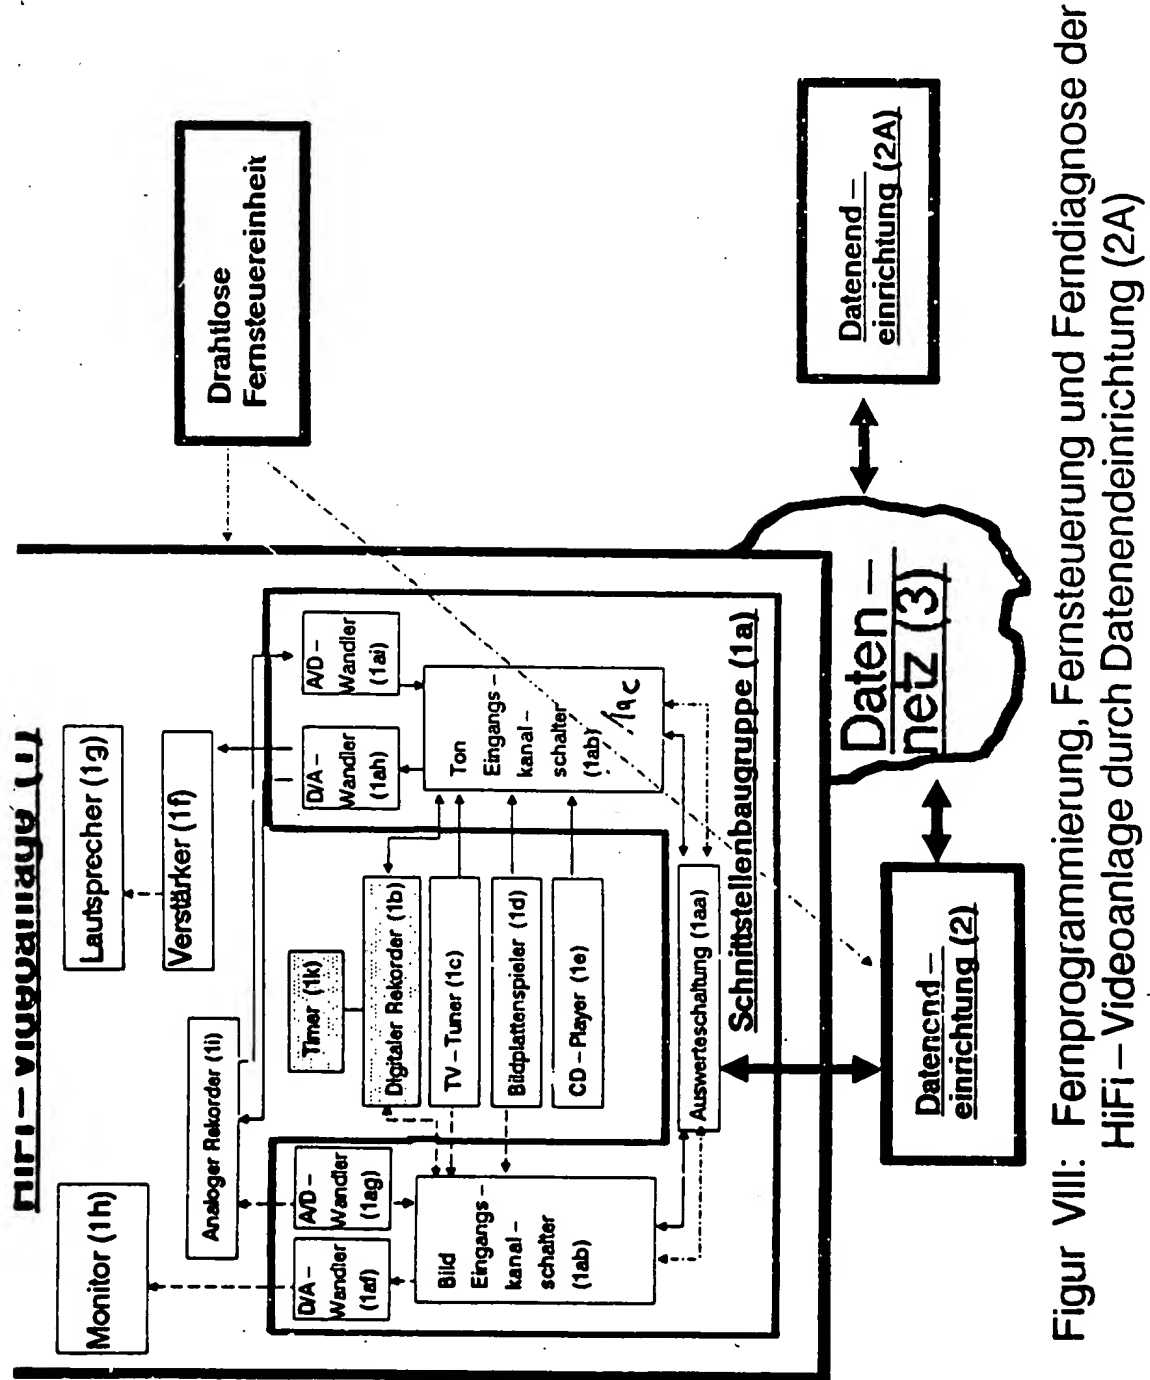 HiFi – Videoanlage (1)
Monitor (1h)
Analoger Rekorder (1i)
Lautsprecher (1g)
Verstärker (1f)
Drahtlose
Fernsteuereinheit
D/A –
Wandler
(1af)
A/D –
Wandler
(1ag)
Timer (1k)
D/A –
Wandler
(1ah)
A/D –
Wandler
(1ai)
Bild
Eingangs –
kanal –
schalter
(1ab)
Digitaler Rekorder (1b)
TV – Tuner (1c)
Bildplattenspieler (1d)
CD – Player (1e)
Ton
Eingangs –
kanal –
schalter
(1ab) 1ac
Auswerteschaltung (1aa)
Schnittstellenbaugruppe (1a)
Datenend –
einrichtung (2)
Daten –
netz (3)
Datenend –
einrichtung (2A)
Figur VIII: Fernprogrammierung, Fernsteuerung und Ferndiagnose der
HiFi – Videoanlage durch Datenendeinrichtung (2A)